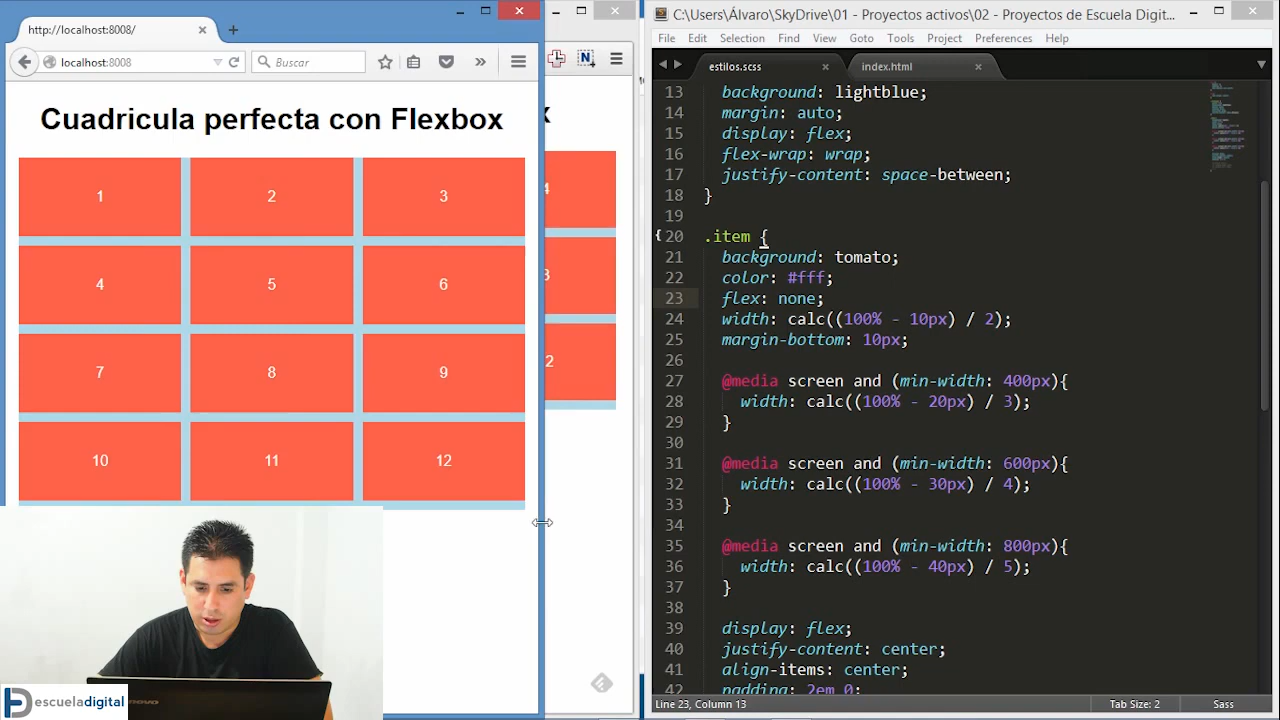 http://localhost:8008/
localhost:8008
Buscar
Cuadricula perfecta con Flexbox
1
2
3
4
5
6
7
8
9
10
11
12
x
4
2
N
escueladigital
C:\Users\Álvaro\SkyDrive\01 - Proyectos activos\02 - Proyectos de Escuela Digit...
File Edit Selection Find View Goto Tools Project Preferences Help
estilos.scss
index.html
13 background: lightblue;
14 margin: auto;
15 display: flex;
16 flex-wrap: wrap;
17 justify-content: space-between;
18 }
19
20 .item {
21 background: tomato;
22 color: #fff;
23 flex: none;
24 width: calc((100% - 10px) / 2);
25 margin-bottom: 10px;
26
27 @media screen and (min-width: 400px){
28 width: calc((100% - 20px) / 3);
29 }
30
31 @media screen and (min-width: 600px){
32 width: calc((100% - 30px) / 4);
33 }
34
35 @media screen and (min-width: 800px){
36 width: calc((100% - 40px) / 5);
37 }
38
39 display: flex;
40 justify-content: center;
41 align-items: center;
42 padding: 2em 0;
Line 23, Column 13
Tab Size: 2
Sass